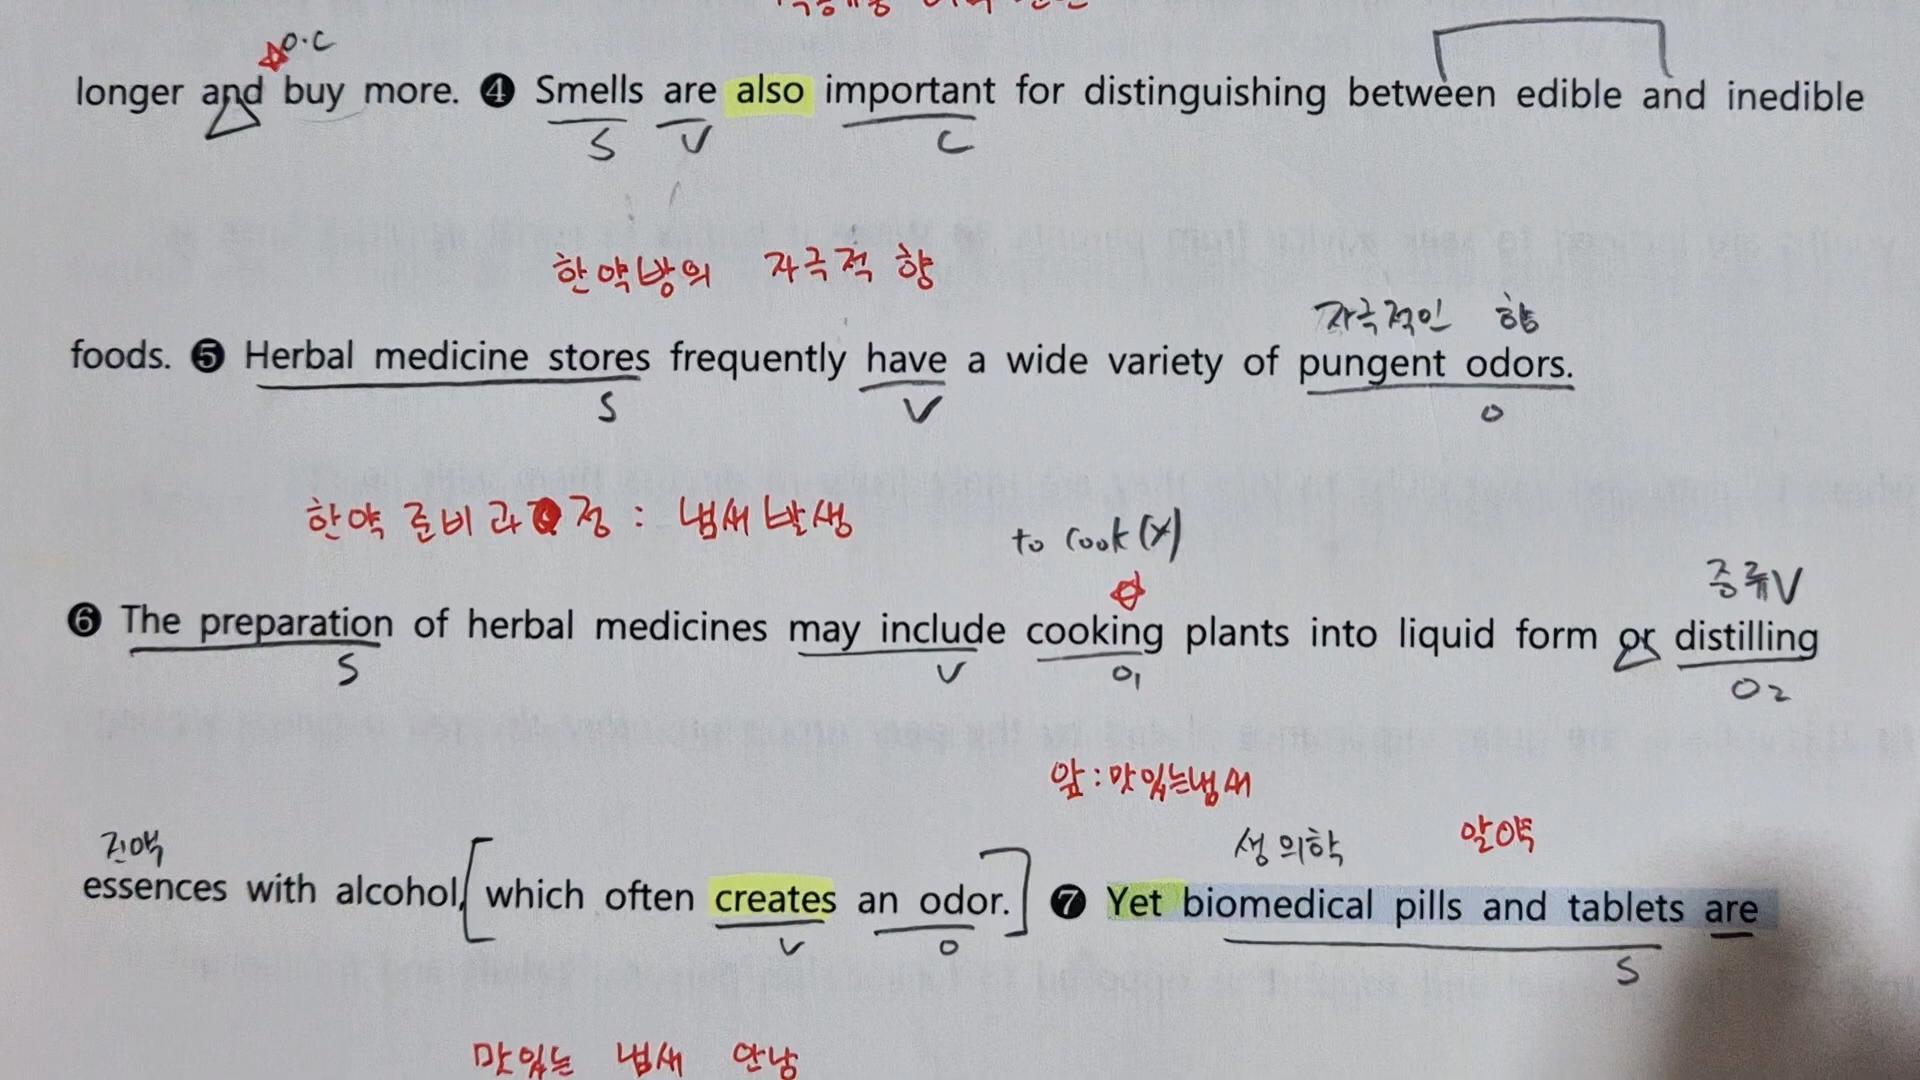 O·C
longer and buy more. ❹ Smells are also important for distinguishing between edible and inedible
S V C
한약방의 자극적 향
자극적인 향
foods. ❺ Herbal medicine stores frequently have a wide variety of pungent odors.
S V O
한약 준비 과정 : 냄새 발생
to cook (X)
증류V
❻ The preparation of herbal medicines may include cooking plants into liquid form or distilling
S V O1 O2
앞 : 맛있는냄새
진액 생의학 알약
essences with alcohol, which often creates an odor. ❼ Yet biomedical pills and tablets are
V O S
맛있는 냄새 안남